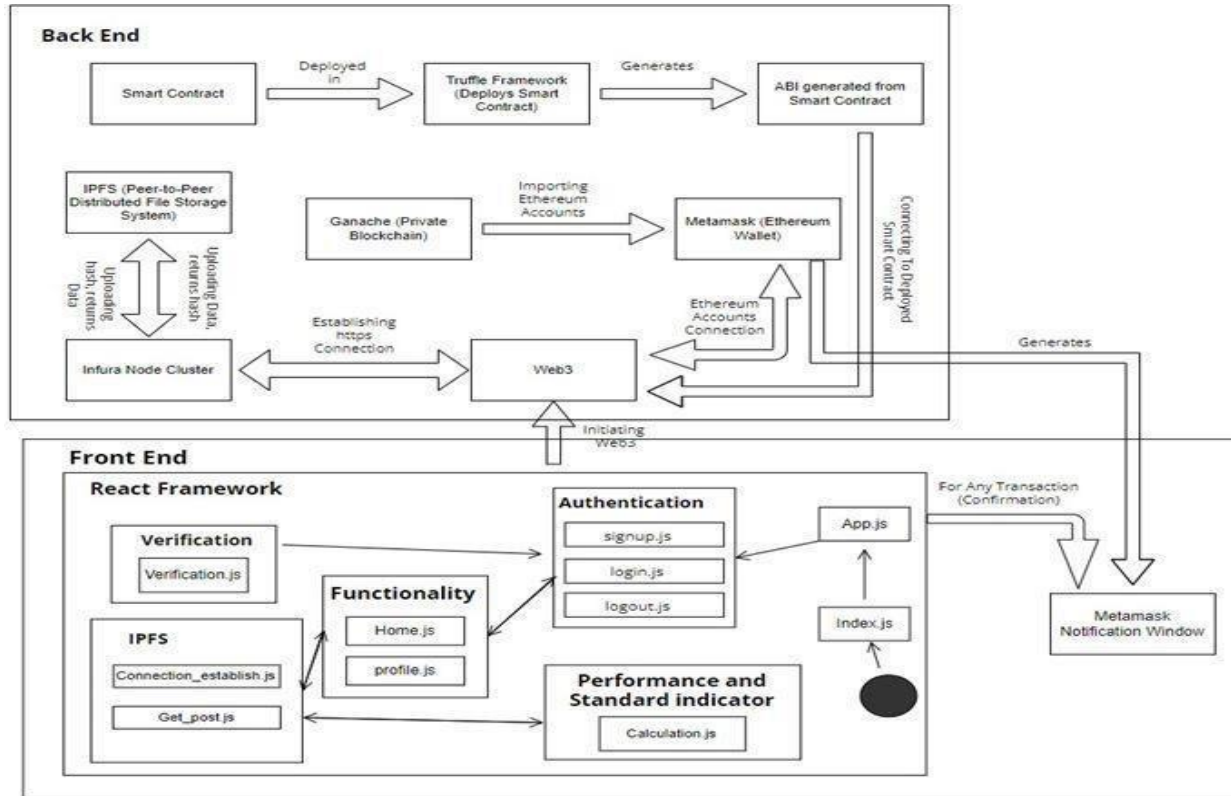 Back End
Smart Contract
Deployed
in
Truffle Framework
(Deploys Smart
Contract)
Generates
ABI generated from
Smart Contract
IPFS (Peer-to-Peer
Distributed File Storage
System)
Ganache (Private
Blockchain)
Importing
Ethereum
Accounts
Metamask (Ethereum
Wallet)
Connecting To Deployed
Smart Contract
Uploading
hash, returns
Data
Uploading Data,
returns hash
Infura Node Cluster
Establishing
https
Connection
Web3
Ethereum
Accounts
Connection
Generates
Initiating
Web3
Front End
React Framework
Verification
Verification.js
Authentication
signup.js
login.js
logout.js
App.js
For Any Transaction
(Confirmation)
Functionality
Home.js
profile.js
Index.js
Metamask
Notification Window
IPFS
Connection_establish.js
Get_post.js
Performance and
Standard indicator
Calculation.js